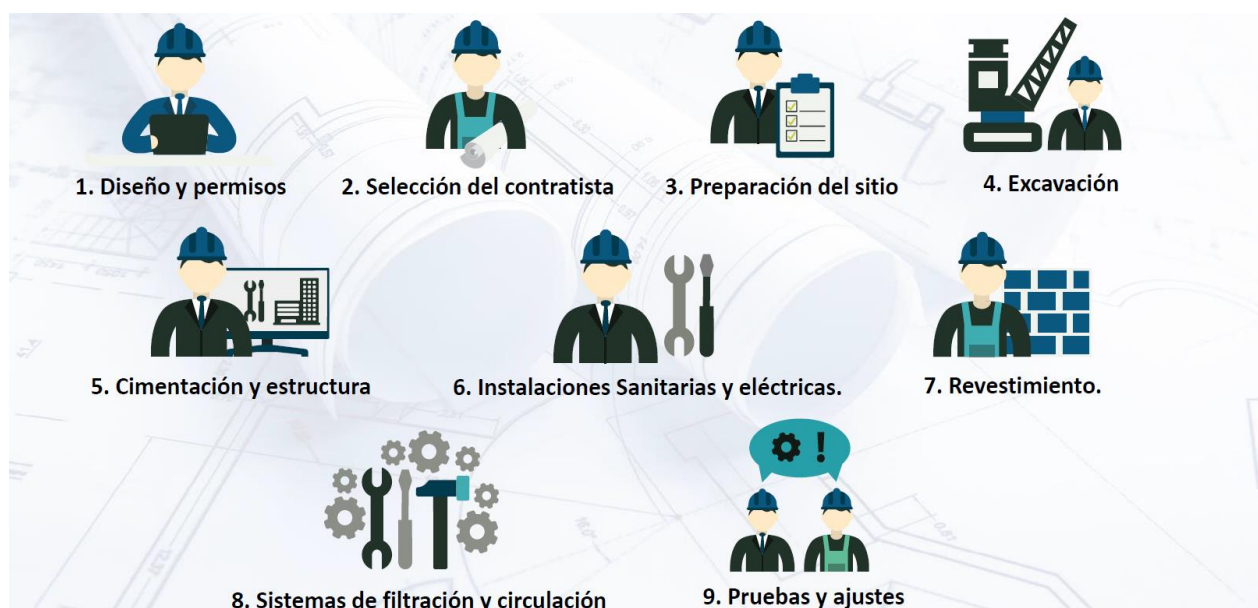 1. Diseño y permisos
2. Selección del contratista
3. Preparación del sitio
4. Excavación
5. Cimentación y estructura
6. Instalaciones Sanitarias y eléctricas.
7. Revestimiento.
8. Sistemas de filtración y circulación
9. Pruebas y ajustes